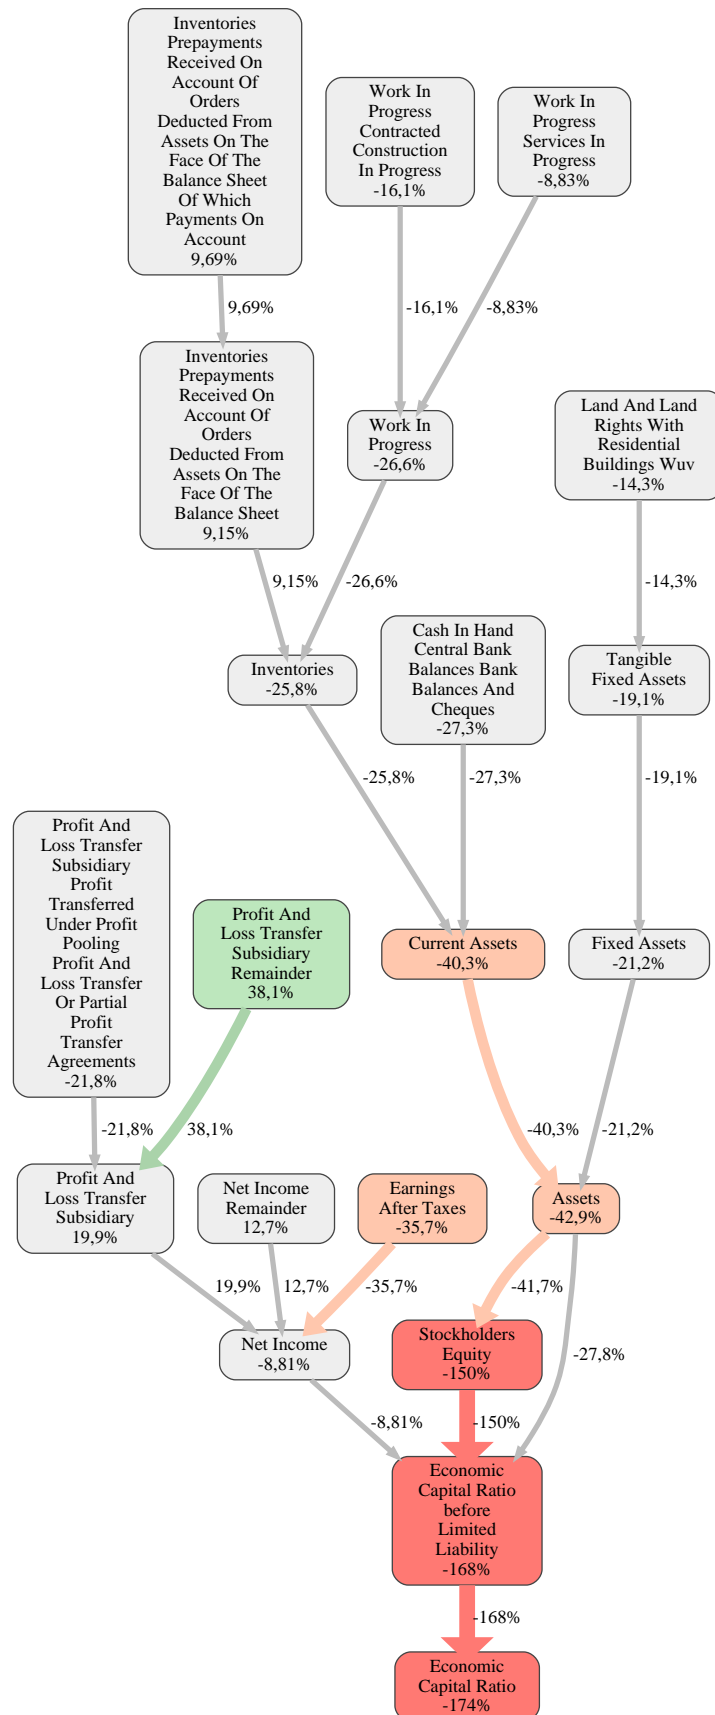 Inventories
Prepayments
Received On
Account Of
Orders
Deducted From
Assets On The
Face Of The
Balance Sheet
Of Which
Payments On
Account
9,69%
Work In
Progress
Contracted
Construction
In Progress
-16,1%
Work In
Progress
Services In
Progress
-8,83%
9,69%
-16,1%
-8,83%
Inventories
Prepayments
Received On
Account Of
Orders
Deducted From
Assets On The
Face Of The
Balance Sheet
9,15%
Work In
Progress
-26,6%
Land And Land
Rights With
Residential
Buildings Wuv
-14,3%
9,15%
-26,6%
-14,3%
Inventories
-25,8%
Cash In Hand
Central Bank
Balances Bank
Balances And
Cheques
-27,3%
Tangible
Fixed Assets
-19,1%
-25,8%
-27,3%
-19,1%
Profit And
Loss Transfer
Subsidiary
Profit
Transferred
Under Profit
Pooling
Profit And
Loss Transfer
Or Partial
Profit
Transfer
Agreements
-21,8%
Profit And
Loss Transfer
Subsidiary
Remainder
38,1%
Current Assets
-40,3%
Fixed Assets
-21,2%
-21,8%
38,1%
-40,3%
-21,2%
Profit And
Loss Transfer
Subsidiary
19,9%
Net Income
Remainder
12,7%
Earnings
After Taxes
-35,7%
Assets
-42,9%
19,9%
12,7%
-35,7%
-41,7%
-27,8%
Net Income
-8,81%
Stockholders
Equity
-150%
-8,81%
-150%
Economic
Capital Ratio
before
Limited
Liability
-168%
-168%
Economic
Capital Ratio
-174%